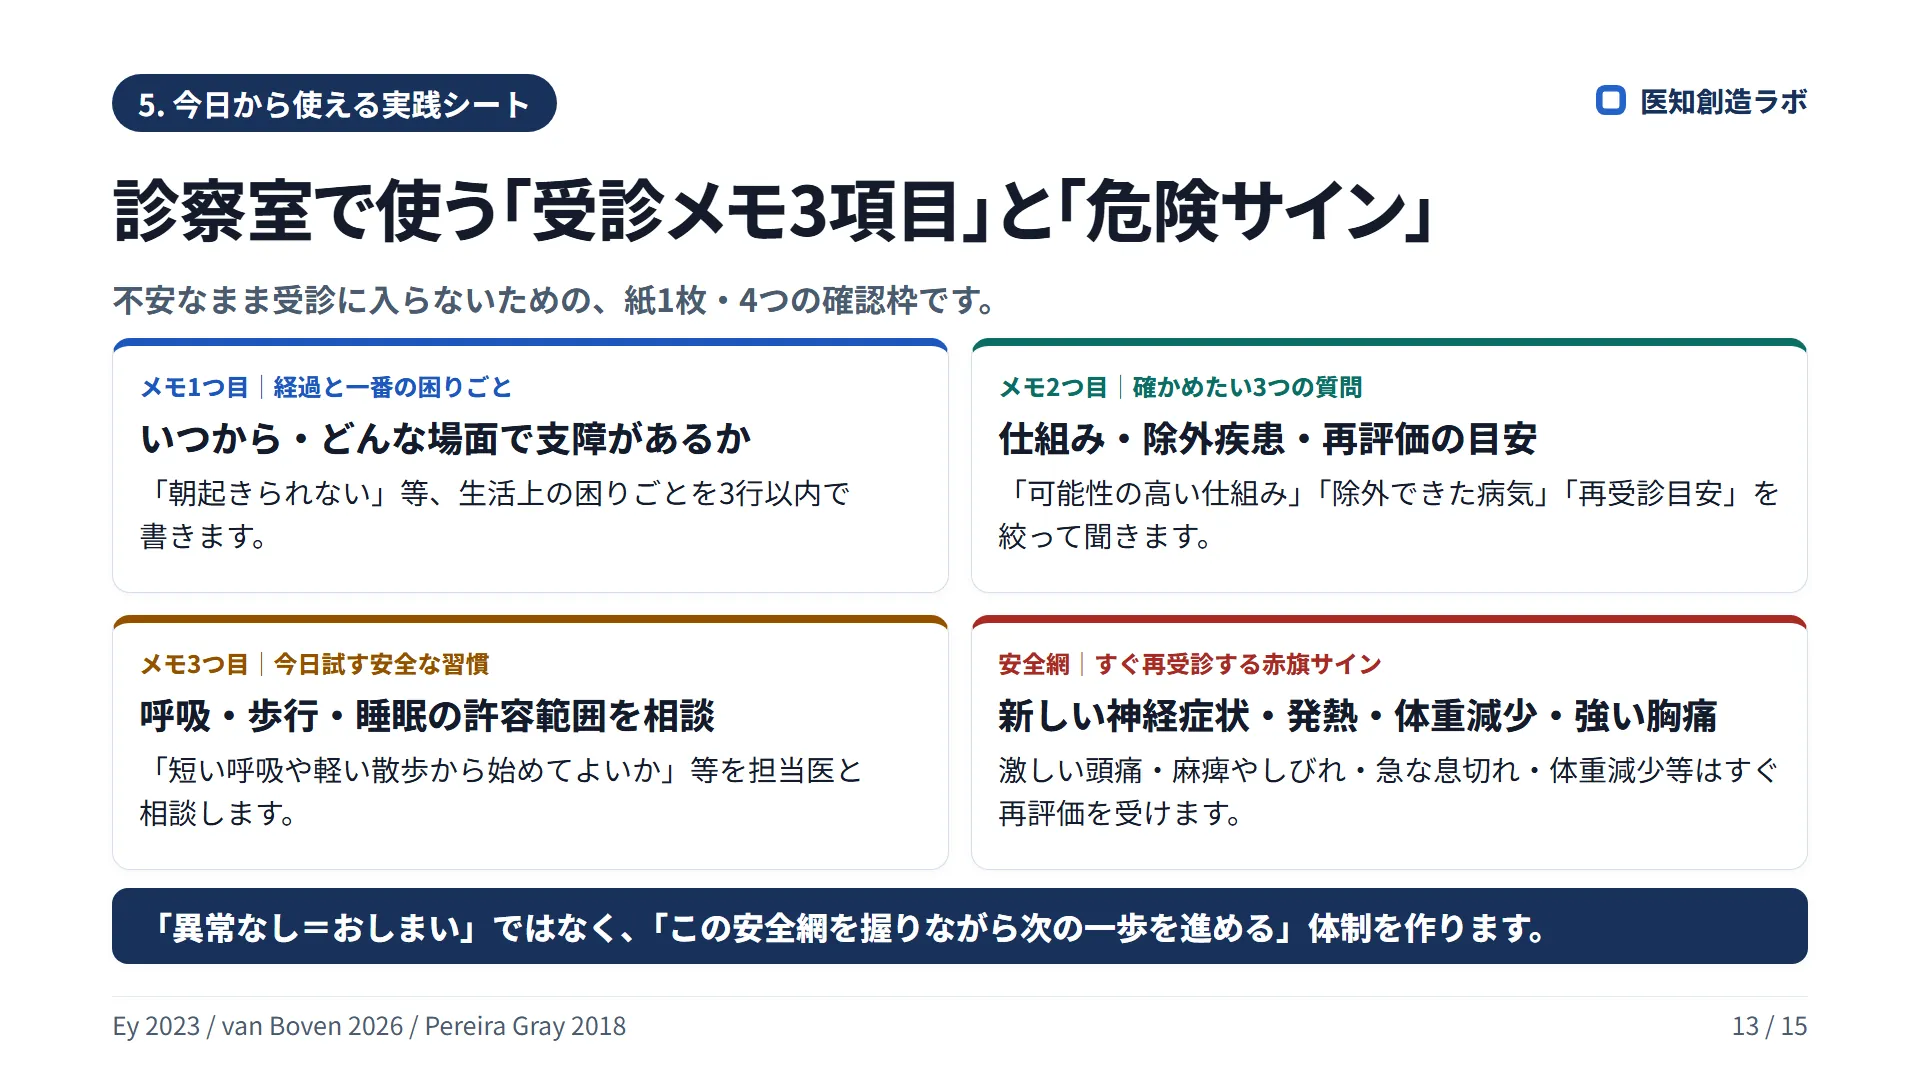 5. 今日から使える実践シート
医知創造ラボ
診察室で使う「受診メモ3項目」と「危険サイン」
不安なまま受診に入らないための、紙1枚・4つの確認枠です。
メモ1つ目｜経過と一番の困りごと
いつから・どんな場面で支障があるか
「朝起きられない」等、生活上の困りごとを3行以内で
書きます。
メモ2つ目｜確かめたい3つの質問
仕組み・除外疾患・再評価の目安
「可能性の高い仕組み」「除外できた病気」「再受診目安」を
絞って聞きます。
メモ3つ目｜今日試す安全な習慣
呼吸・歩行・睡眠の許容範囲を相談
「短い呼吸や軽い散歩から始めてよいか」等を担当医と
相談します。
安全網｜すぐ再受診する赤旗サイン
新しい神経症状・発熱・体重減少・強い胸痛
激しい頭痛・麻痺やしびれ・急な息切れ・体重減少等はすぐ
再評価を受けます。
「異常なし＝おしまい」ではなく、「この安全網を握りながら次の一歩を進める」体制を作ります。
Ey 2023 / van Boven 2026 / Pereira Gray 2018
13 / 15